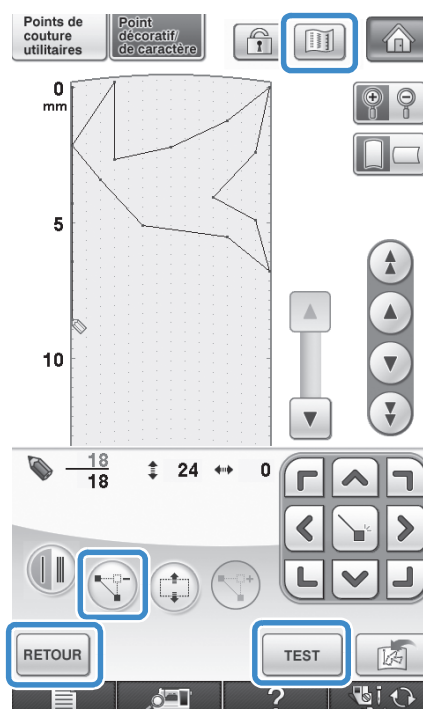 Points de
couture
utilitaires
Point
décoratif/
de caractère
0
mm
5
10
18
18
24
0
RETOUR
TEST
?
i